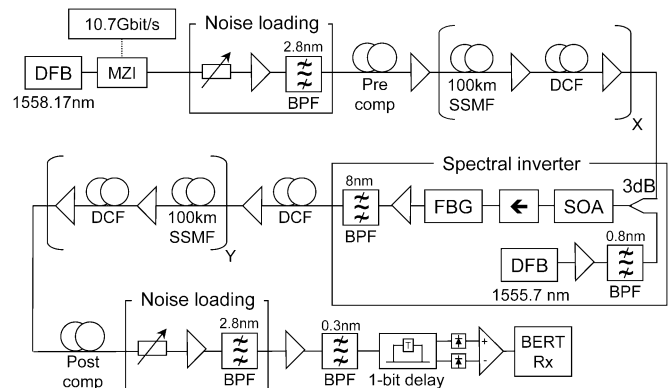 10.7Gbit/s
Noise loading
DFB
MZI
2.8nm
1558.17nm
BPF
Pre
comp
100km
SSMF
DCF
X
Spectral inverter
3dB
8nm
FBG
SOA
BPF
DFB
0.8nm
1555.7 nm
BPF
DCF
100km
SSMF
Y
DCF
Noise loading
Post
comp
2.8nm
BPF
0.3nm
BPF
T
1-bit delay
+
-
BERT
Rx